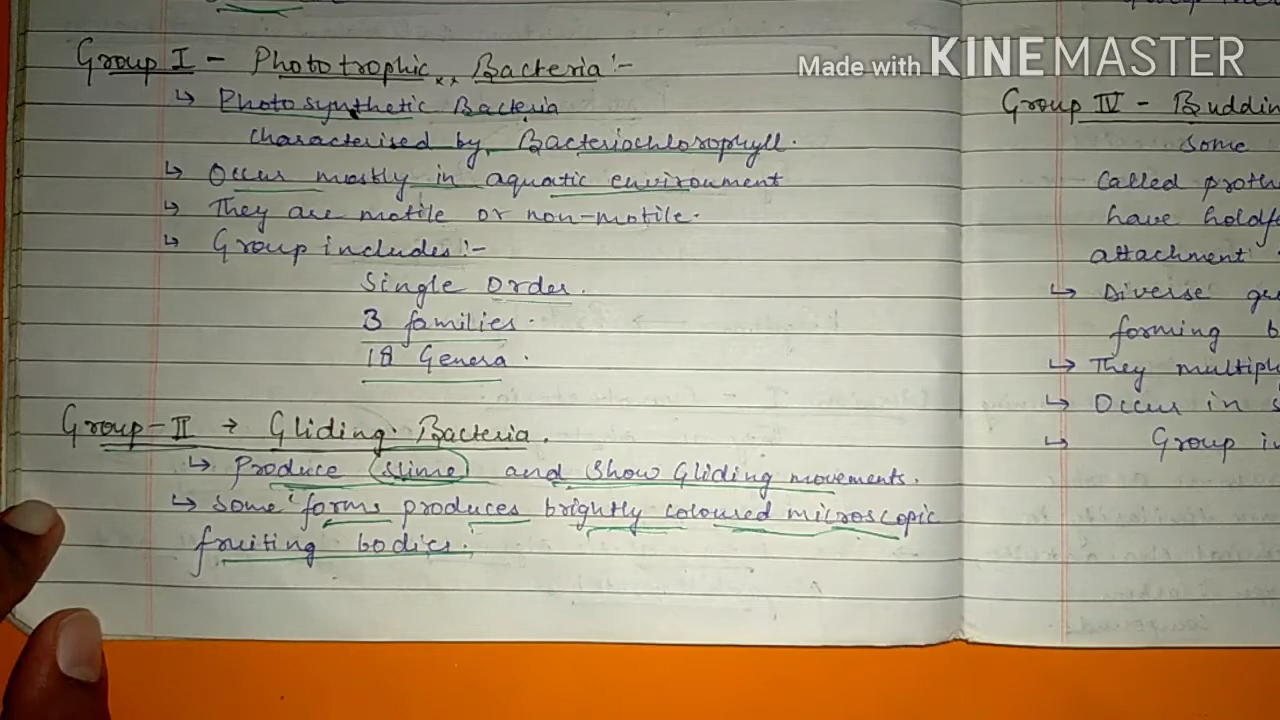 Group I - Phototrophic Bacteria :-
↳ Photosynthetic Bacteria
characterised by Bacteriochlorophyll.
↳ Occur mostly in aquatic environment
↳ They are motile or non-motile.
↳ Group includes :-
Single Order.
3 families.
18 Genera.
Group-II → Gliding Bacteria.
↳ Produce slime and show Gliding movements.
↳ some forms produces brightly coloured microscopic
fruiting bodies.
Made with KINEMASTER
Group IV - Buddin
some
called prosth
have holdf
attachment
↳ Diverse
forming b
↳ They multipl
↳ Occur in s
↳ Group in